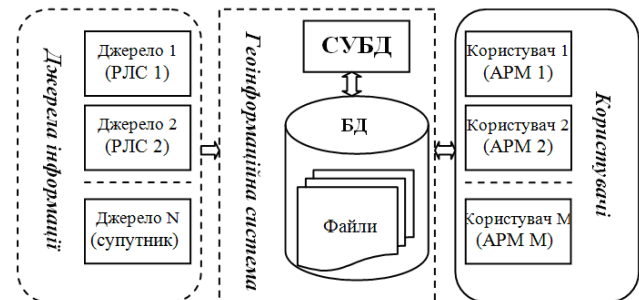 Джерела інформації
Джерело 1
(РЛС 1)
Джерело 2
(РЛС 2)
Джерело N
(супутник)
Геоінформаційна система
СУБД
БД
Файли
Користувач 1
(АРМ 1)
Користувач 2
(АРМ 2)
Користувач М
(АРМ М)
Користувачі